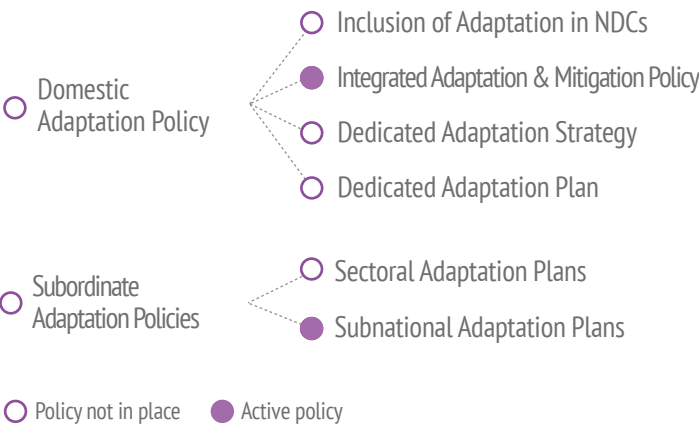 Inclusion of Adaptation in NDCs
Integrated Adaptation & Mitigation Policy
Domestic
Adaptation Policy
Dedicated Adaptation Strategy
Dedicated Adaptation Plan
Sectoral Adaptation Plans
Subordinate
Adaptation Policies
Subnational Adaptation Plans
Policy not in place
Active policy